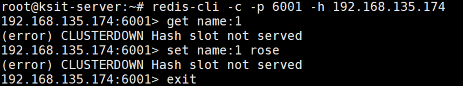 root@ksit-server:~# redis-cli -c -p 6001 -h 192.168.135.174
192.168.135.174:6001> get name:1
(error) CLUSTERDOWN Hash slot not served
192.168.135.174:6001> set name:1 rose
(error) CLUSTERDOWN Hash slot not served
192.168.135.174:6001> exit